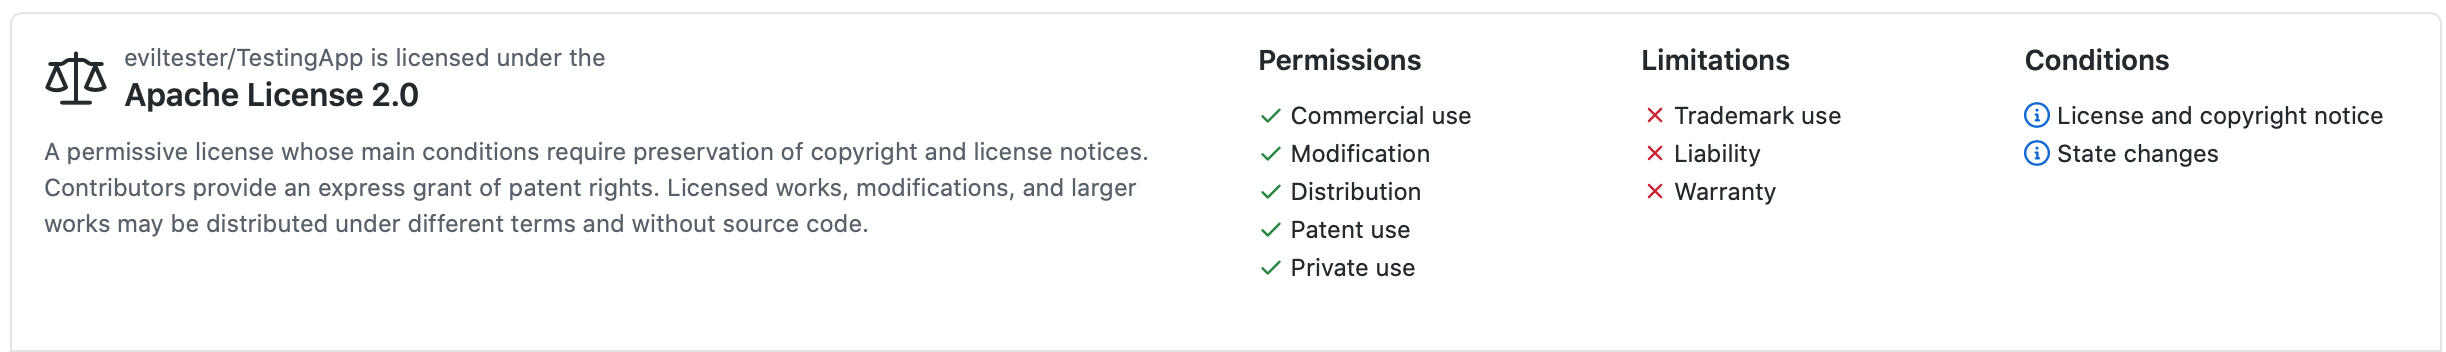 eviltester/TestingApp is licensed under the
Apache License 2.0
A permissive license whose main conditions require preservation of copyright and license notices.
Contributors provide an express grant of patent rights. Licensed works, modifications, and larger
works may be distributed under different terms and without source code.
Permissions
Commercial use
Modification
Distribution
Patent use
Private use
Limitations
Trademark use
Liability
Warranty
Conditions
License and copyright notice
State changes